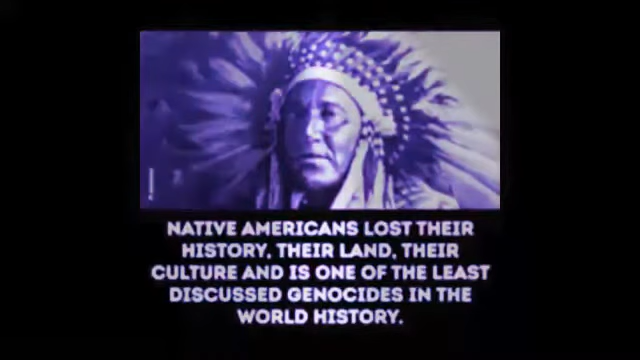 NATIVE AMERICANS LOST THEIR
HISTORY, THEIR LAND, THEIR
CULTURE AND IS ONE OF THE LEAST
DISCUSSED GENOCIDES IN THE
WORLD HISTORY.